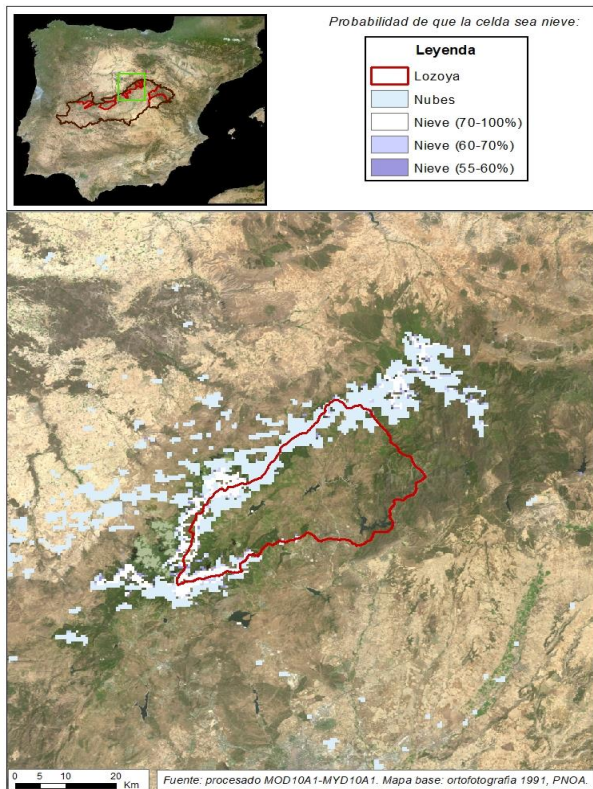 Probabilidad de que la celda sea nieve:
Leyenda
Lozoya
Nubes
Nieve (70-100%)
Nieve (60-70%)
Nieve (55-60%)
0 5 10 20
Km
Fuente: procesado MOD10A1-MYD10A1. Mapa base: ortofotografia 1991, PNOA.